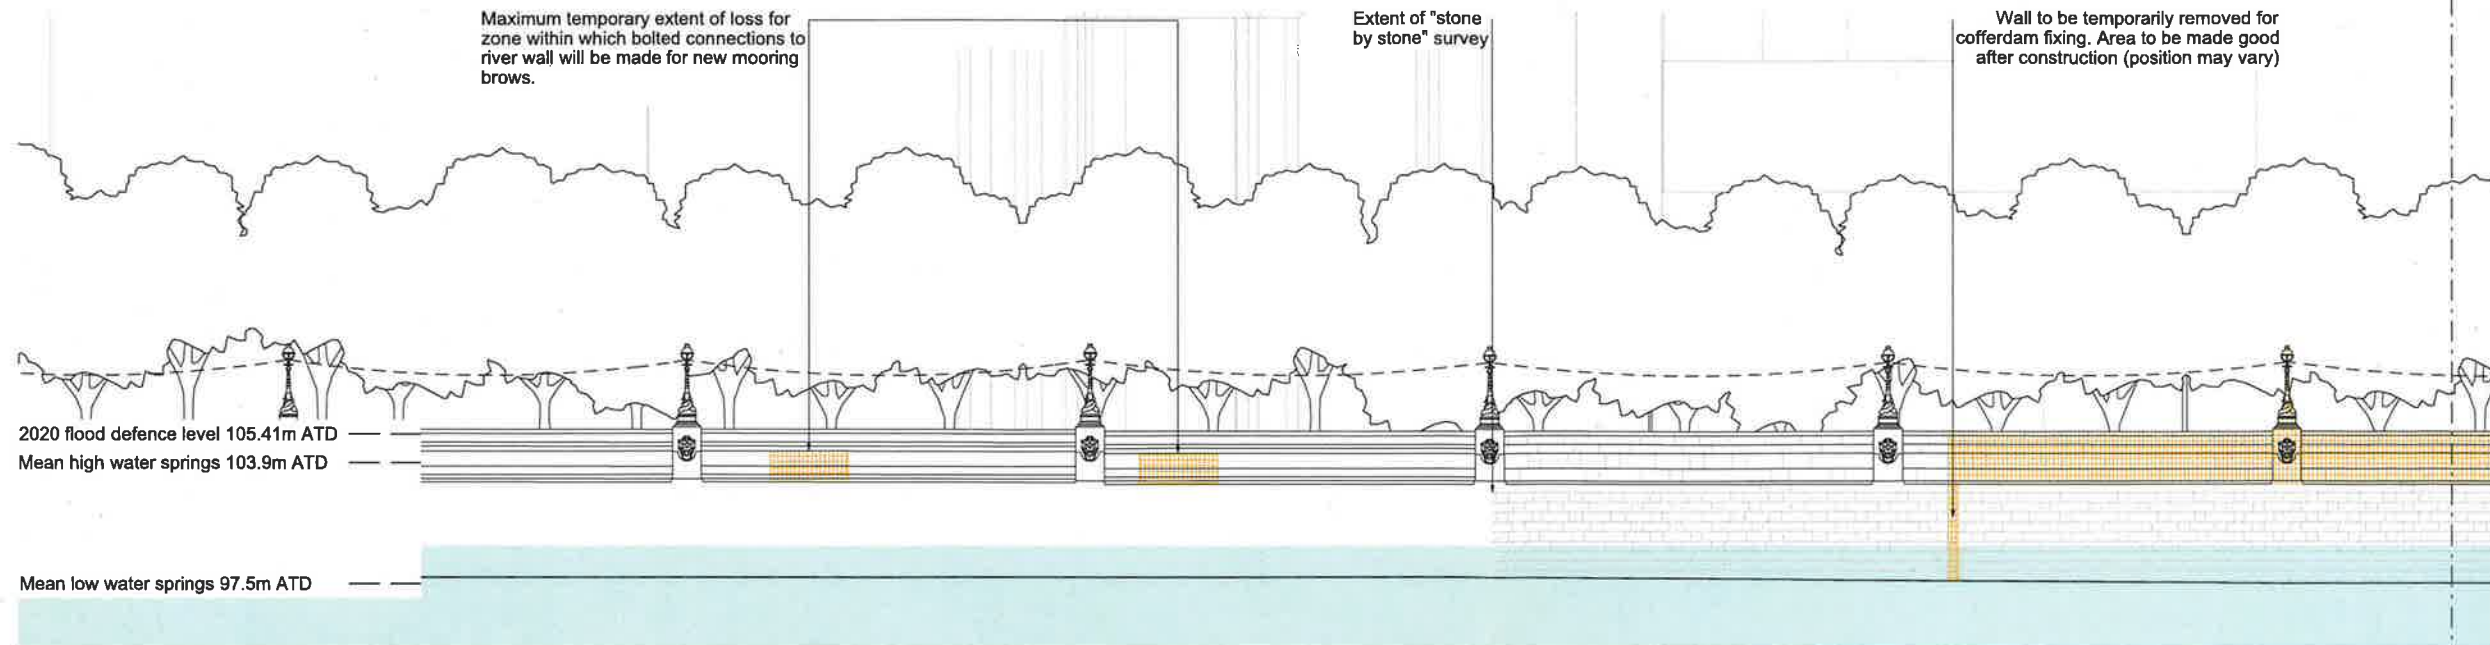 Maximum temporary extent of loss for
zone within which bolted connections to
river wall will be made for new mooring
brows.
Extent of "stone
by stone" survey
Wall to be temporarily removed for
cofferdam fixing. Area to be made good
after construction (position may vary)
2020 flood defence level 105.41m ATD
Mean high water springs 103.9m ATD
Mean low water springs 97.5m ATD